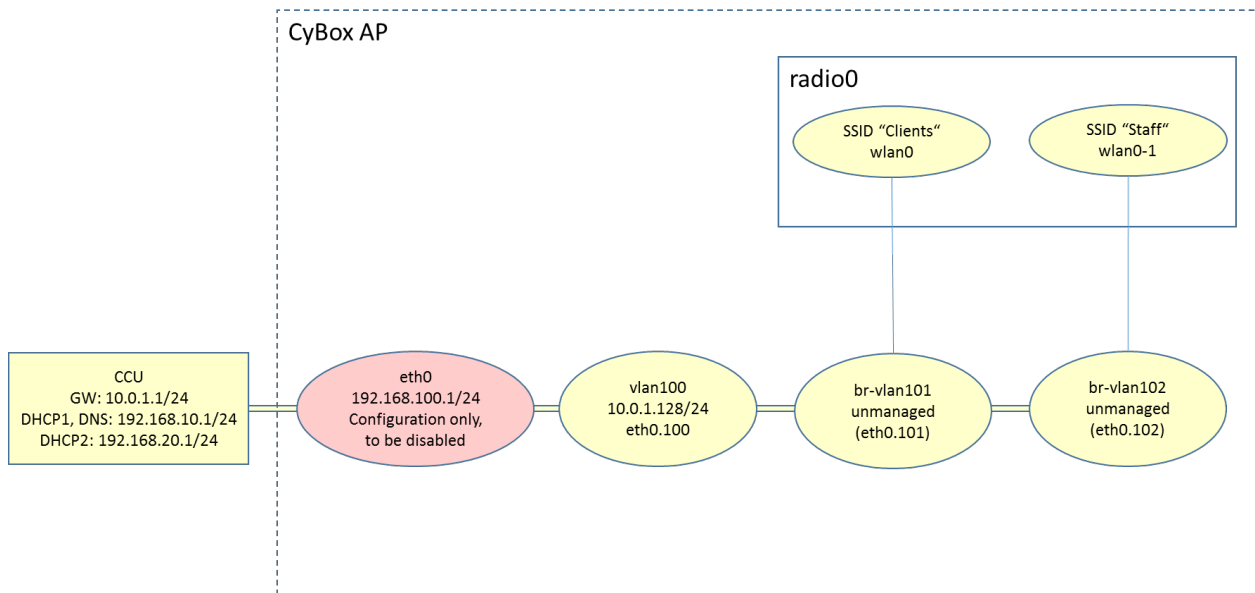 CyBox AP
radio0
SSID “Clients“
wlan0
SSID “Staff“
wlan0-1
CCU
GW: 10.0.1.1/24
DHCP1, DNS: 192.168.10.1/24
DHCP2: 192.168.20.1/24
eth0
192.168.100.1/24
Configuration only,
to be disabled
vlan100
10.0.1.128/24
eth0.100
br-vlan101
unmanaged
(eth0.101)
br-vlan102
unmanaged
(eth0.102)